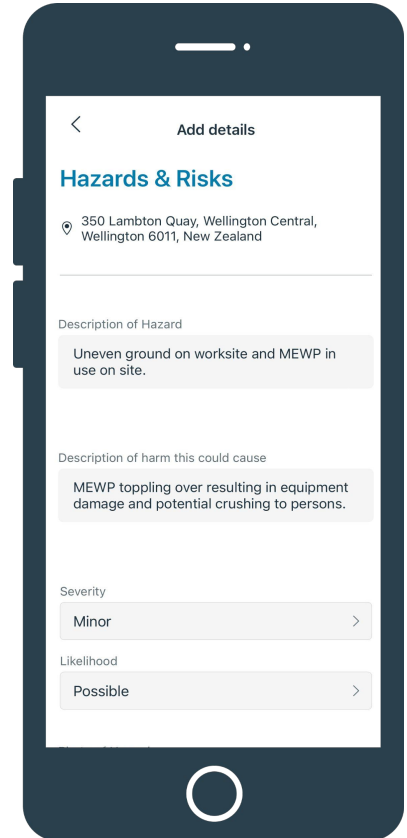 Add details
Hazards & Risks
350 Lambton Quay, Wellington Central,
Wellington 6011, New Zealand
Description of Hazard
Uneven ground on worksite and MEWP in
use on site.
Description of harm this could cause
MEWP toppling over resulting in equipment
damage and potential crushing to persons.
Severity
Minor
Likelihood
Possible